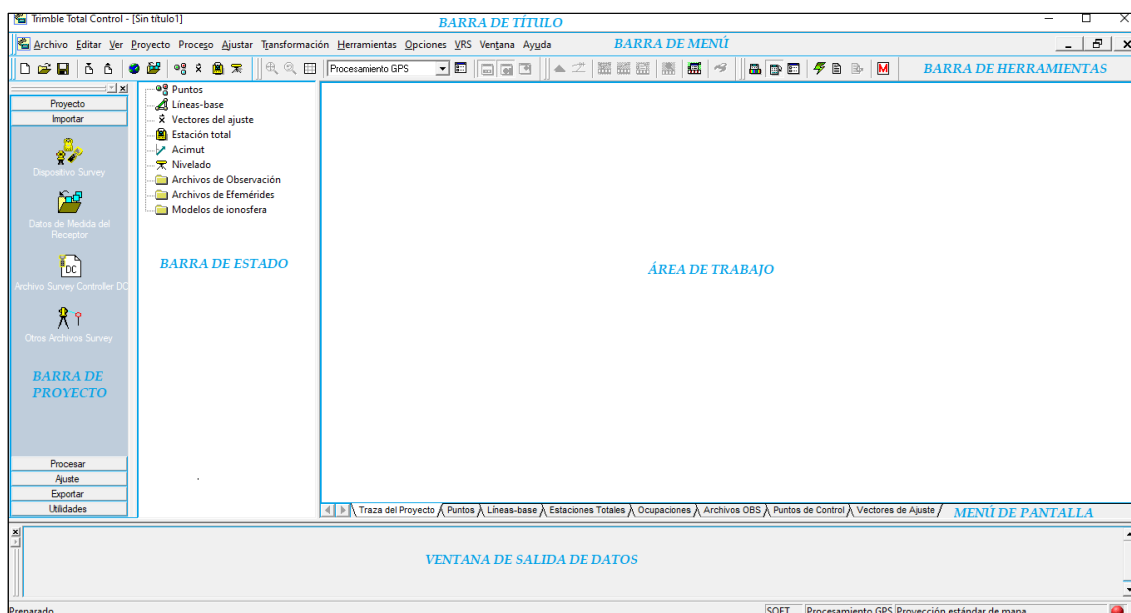 Trimble Total Control - [Sin título1]
BARRA DE TÍTULO
Archivo Editar Ver Proyecto Proceso Ajustar Transformación Herramientas Opciones VRS Ventana Ayuda
BARRA DE MENÚ
Procesamiento GPS
M
BARRA DE HERRAMIENTAS
Proyecto
Importar
Dispositivo Survey
Datos de Medida del
Receptor
DC
Archivo Survey Controller DC
Otros Archivos Survey
BARRA DE
PROYECTO
Procesar
Ajuste
Exportar
Utilidades
Puntos
Líneas-base
Vectores del ajuste
Estación total
Acimut
Nivelado
Archivos de Observación
Archivos de Efemérides
Modelos de ionosfera
BARRA DE ESTADO
ÁREA DE TRABAJO
Traza del Proyecto Puntos Líneas-base Estaciones Totales Ocupaciones Archivos OBS Puntos de Control Vectores de Ajuste
MENÚ DE PANTALLA
VENTANA DE SALIDA DE DATOS
Preparado
SOFT Procesamiento GPS Proyección estándar de mapa